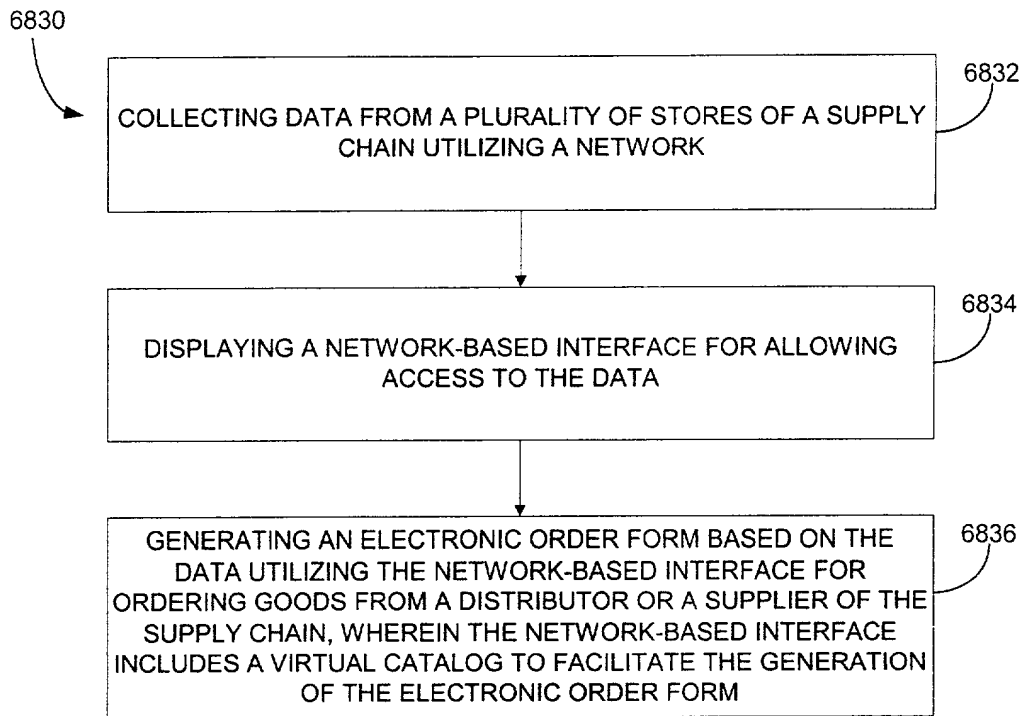 6830
6832
COLLECTING DATA FROM A PLURALITY OF STORES OF A SUPPLY
CHAIN UTILIZING A NETWORK
6834
DISPLAYING A NETWORK-BASED INTERFACE FOR ALLOWING
ACCESS TO THE DATA
6836
GENERATING AN ELECTRONIC ORDER FORM BASED ON THE
DATA UTILIZING THE NETWORK-BASED INTERFACE FOR
ORDERING GOODS FROM A DISTRIBUTOR OR A SUPPLIER OF THE
SUPPLY CHAIN, WHEREIN THE NETWORK-BASED INTERFACE
INCLUDES A VIRTUAL CATALOG TO FACILITATE THE GENERATION
OF THE ELECTRONIC ORDER FORM